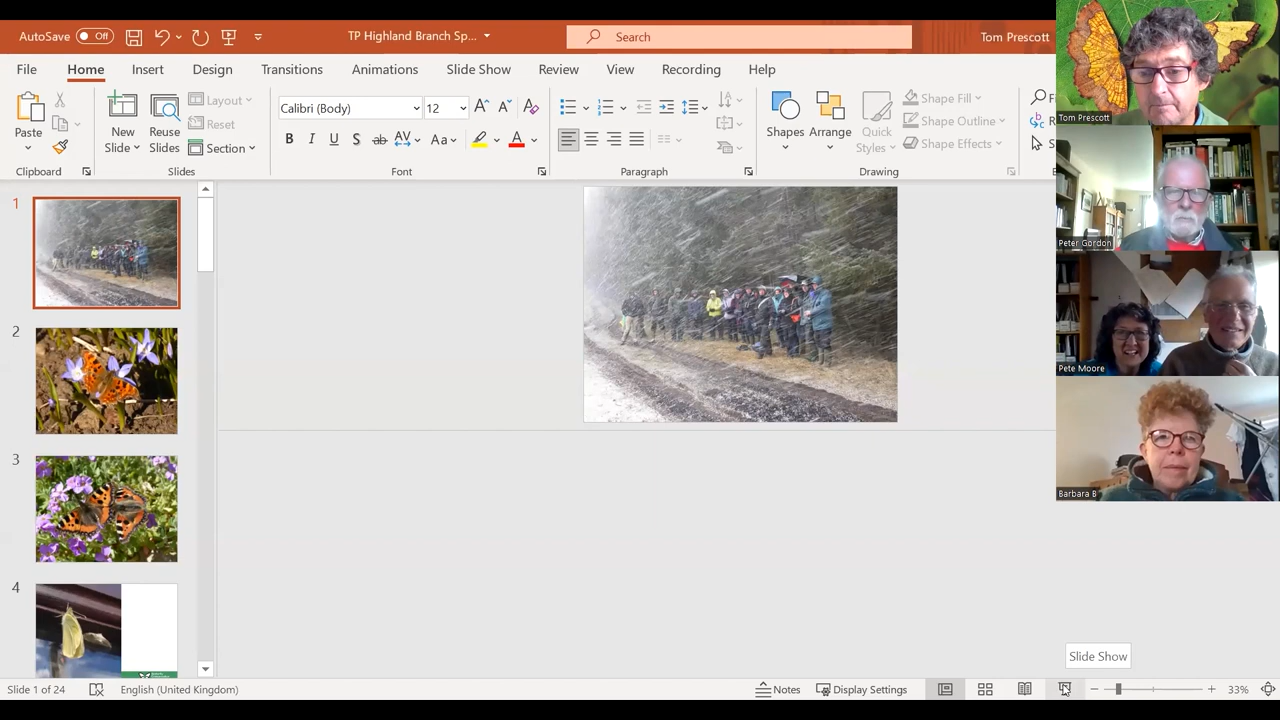 AutoSave Off TP Highland Branch Sp... Search Tom Prescott
File Home Insert Design Transitions Animations Slide Show Review View Recording Help
Paste
Clipboard
New Slide
Reuse Slides
Layout
Reset
Section
Slides
Calibri (Body) 12
B I U S ab AV Aa A
Font
Paragraph
Shapes
Arrange
Quick Styles
Shape Fill
Shape Outline
Shape Effects
Drawing
1
2
3
4
Tom Prescott
Peter Gordon
Pete Moore
Barbara B
Slide Show
Slide 1 of 24 English (United Kingdom) Notes Display Settings 33%